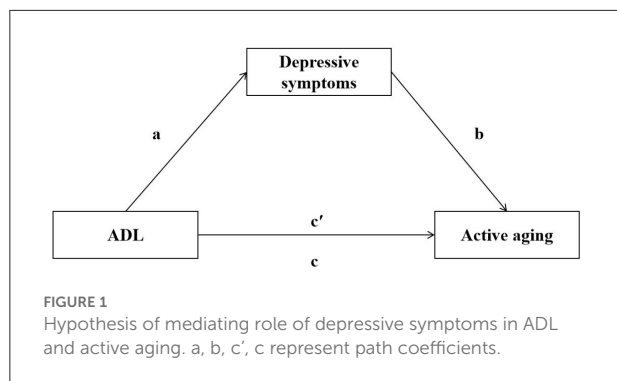 Depressive
symptoms
a
b
c′
ADL
Active aging
c
FIGURE 1
Hypothesis of mediating role of depressive symptoms in ADL
and active aging. a, b, c′, c represent path coefficients.